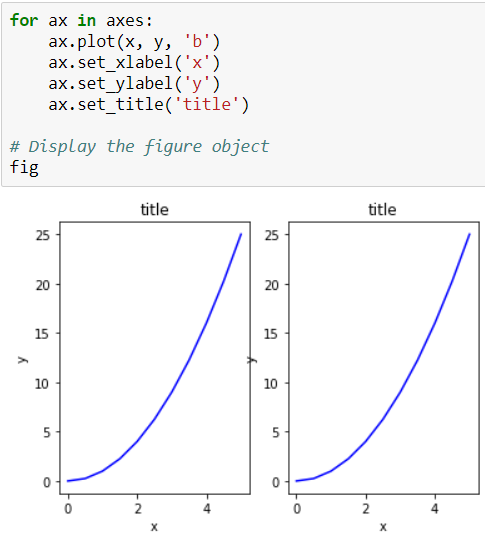 for ax in axes:
    ax.plot(x, y, 'b')
    ax.set_xlabel('x')
    ax.set_ylabel('y')
    ax.set_title('title')
# Display the figure object
fig
title
25
20
15
10
5
0
y
0 2 4
x
title
25
20
15
10
5
0
y
0 2 4
x